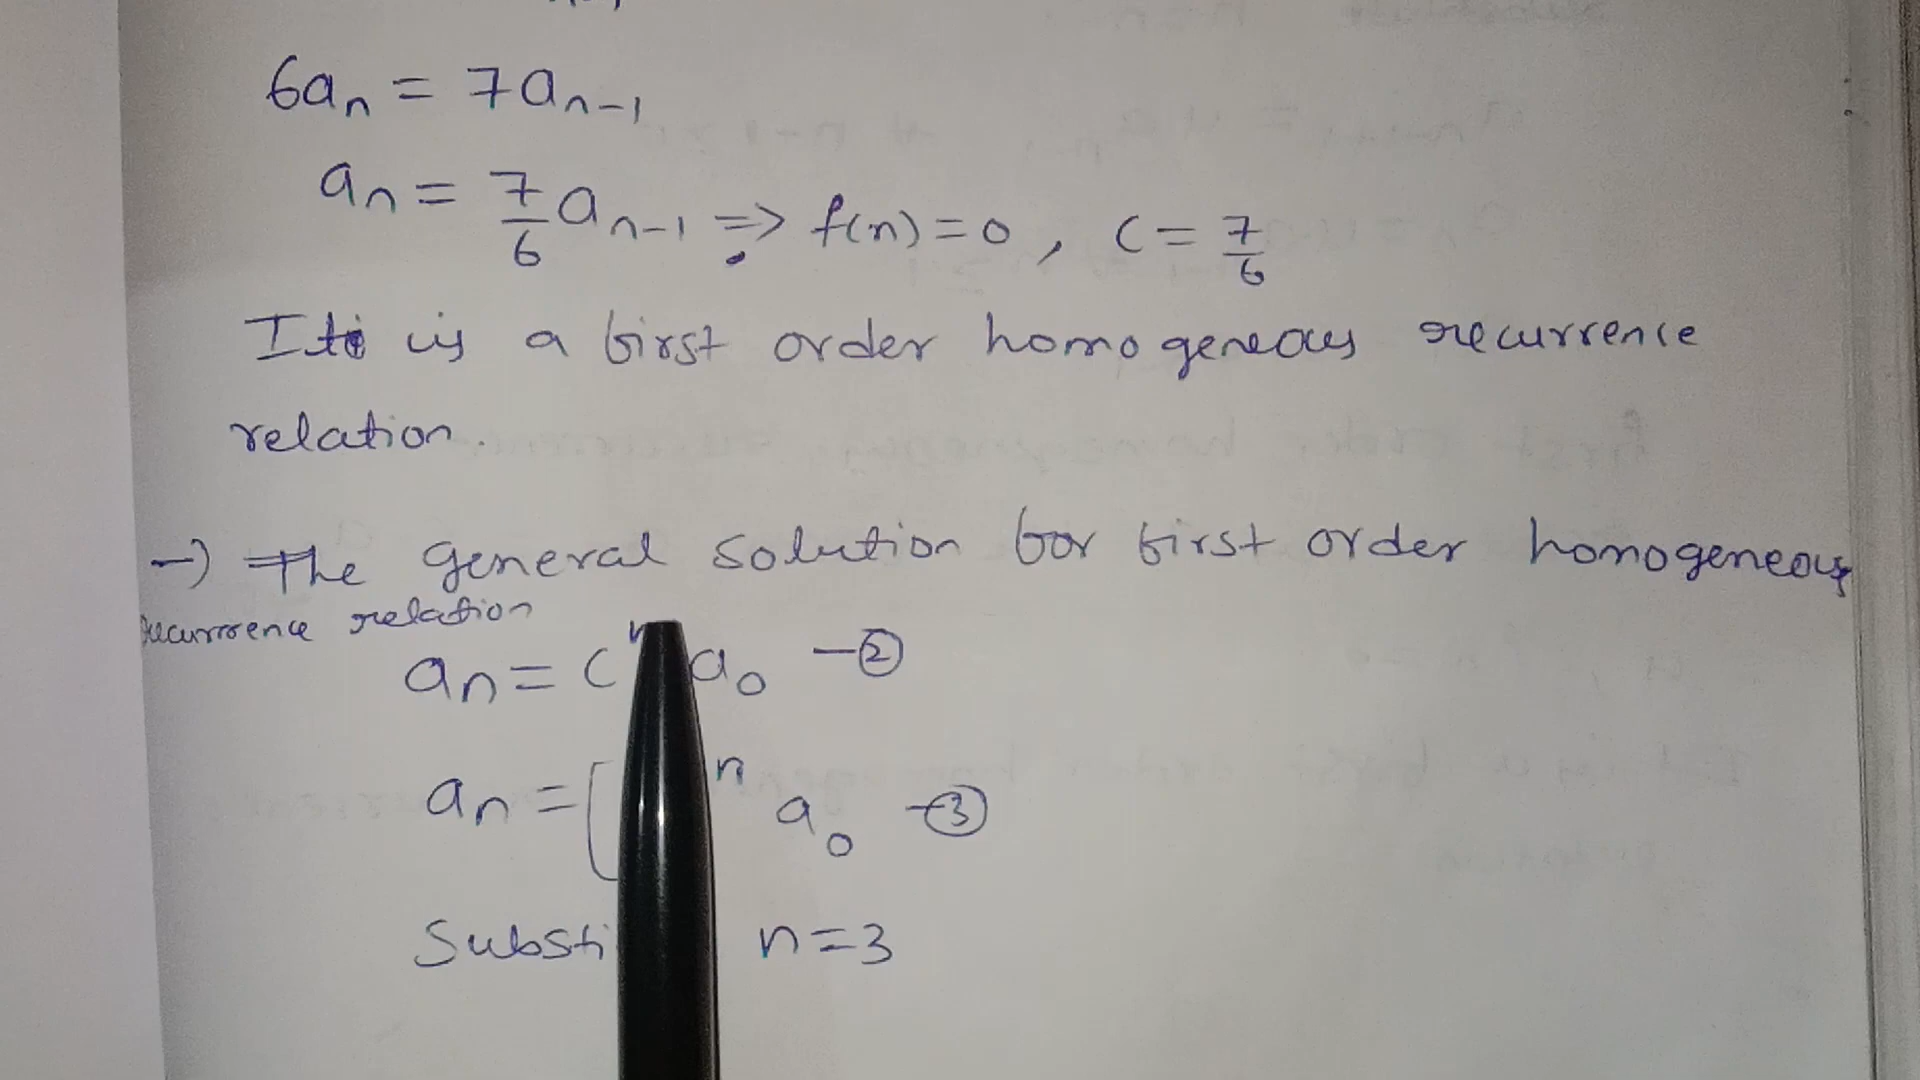 6aₙ = 7aₙ₋₁
aₙ = 7/6 aₙ₋₁ => f(n) = 0, c = 7/6
It is a first order homogeneous recurrence
relation.
→ The general solution for first order homogeneous
recurrence relation
aₙ = cⁿ a₀ -②
aₙ = ( ⁿ a₀ -③
Substi n=3